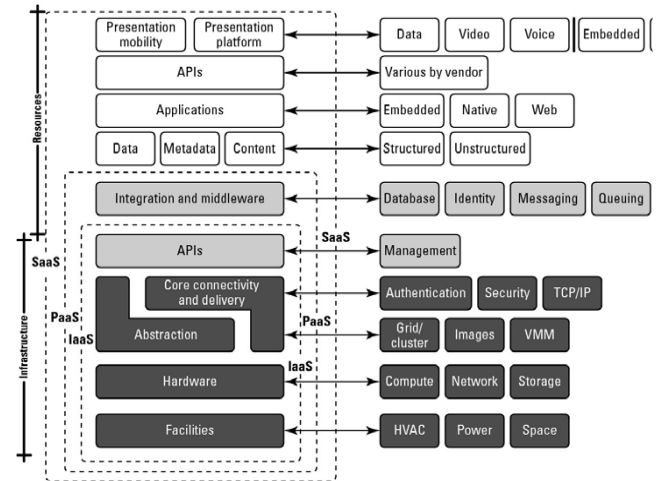 Presentation mobility
Presentation platform
Data
Video
Voice
Embedded
APIs
Various by vendor
Applications
Embedded
Native
Web
Data
Metadata
Content
Structured
Unstructured
Resources
Integration and middleware
Database
Identity
Messaging
Queuing
SaaS
APIs
Management
SaaS
Core connectivity and delivery
Authentication
Security
TCP/IP
PaaS
PaaS
IaaS
Abstraction
Grid/ cluster
Images
VMM
Infrastructure
IaaS
Hardware
Compute
Network
Storage
Facilities
HVAC
Power
Space